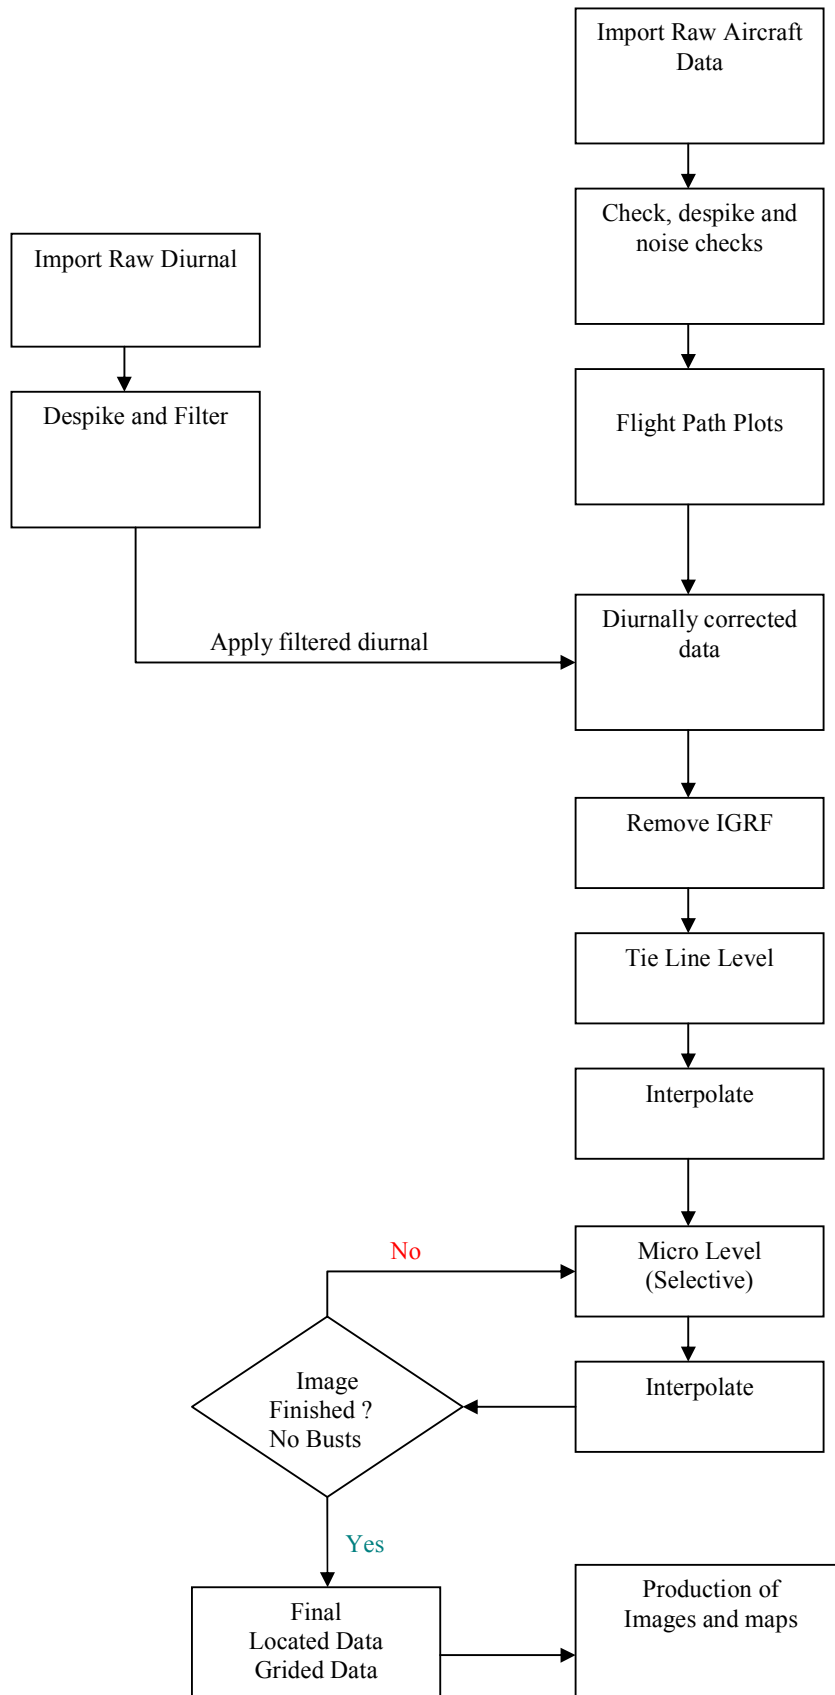 Import Raw Aircraft
Data
Check, despike and
noise checks
Import Raw Diurnal
Despike and Filter
Flight Path Plots
Apply filtered diurnal
Diurnally corrected
data
Remove IGRF
Tie Line Level
Interpolate
No
Micro Level
(Selective)
Interpolate
Image
Finished ?
No Busts
Yes
Final
Located Data
Grided Data
Production of
Images and maps